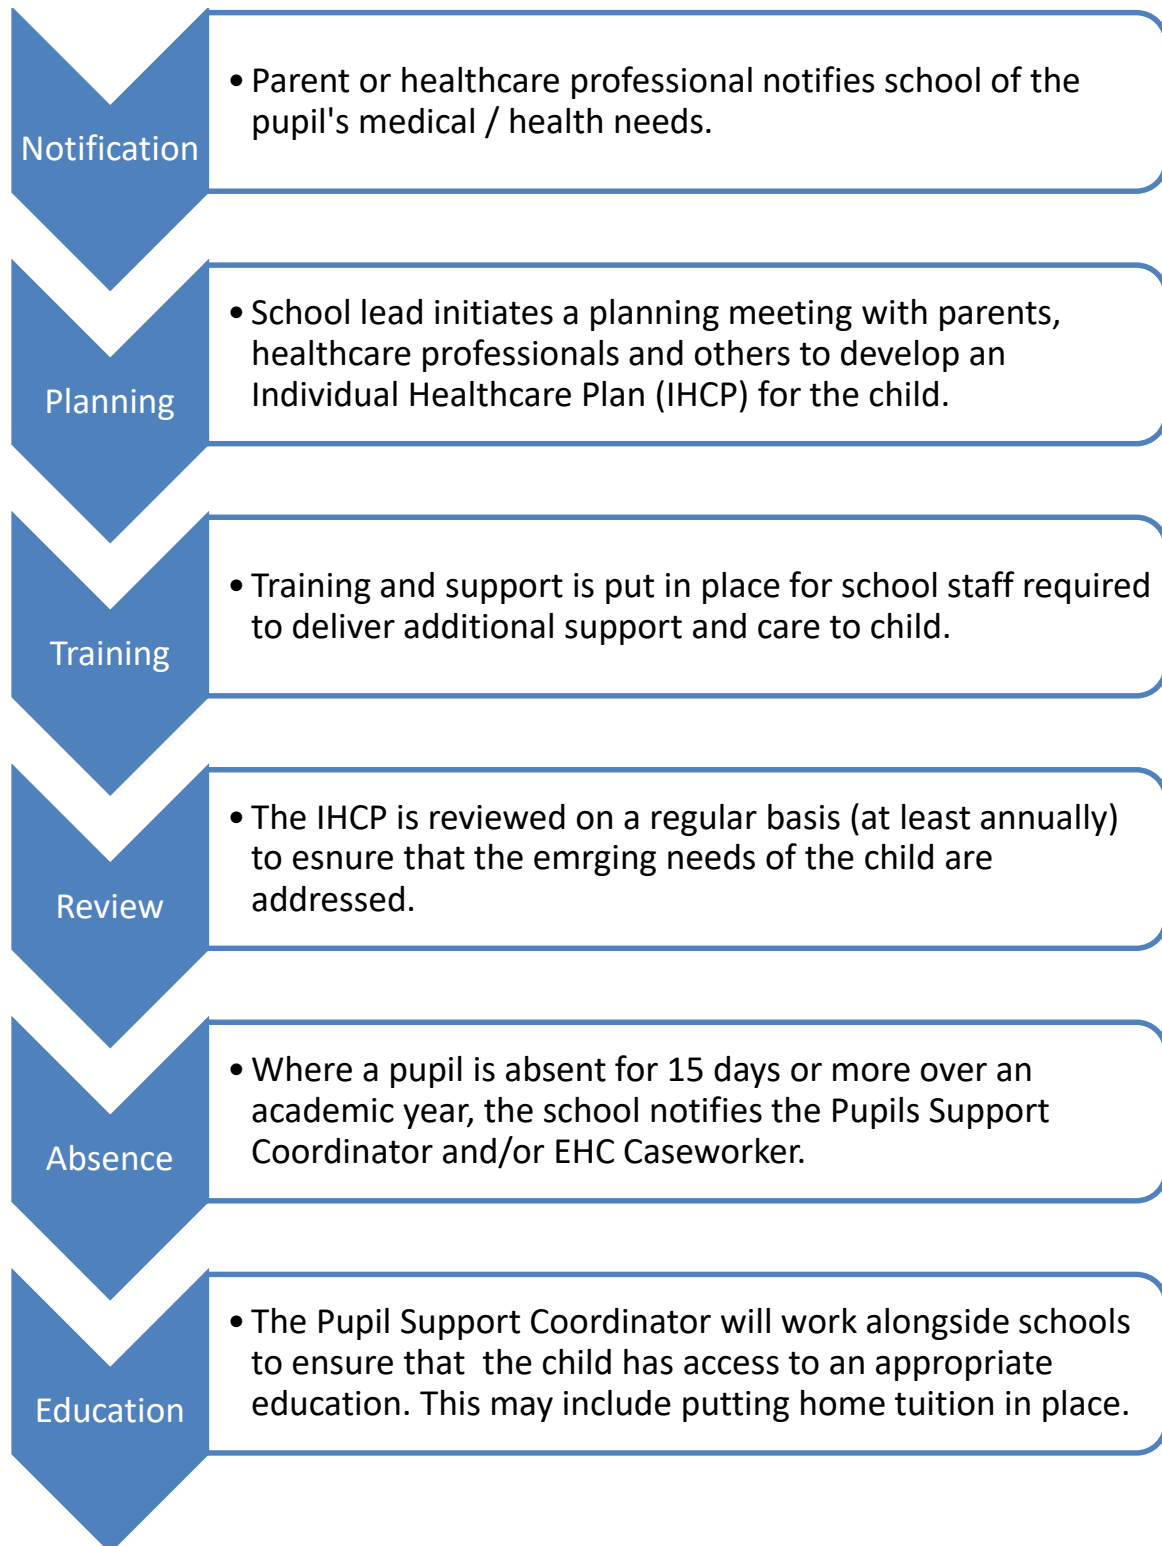 Notification
• Parent or healthcare professional notifies school of the
pupil's medical / health needs.
Planning
• School lead initiates a planning meeting with parents,
healthcare professionals and others to develop an
Individual Healthcare Plan (IHCP) for the child.
Training
• Training and support is put in place for school staff required
to deliver additional support and care to child.
Review
• The IHCP is reviewed on a regular basis (at least annually)
to esnure that the emrging needs of the child are
addressed.
Absence
• Where a pupil is absent for 15 days or more over an
academic year, the school notifies the Pupils Support
Coordinator and/or EHC Caseworker.
Education
• The Pupil Support Coordinator will work alongside schools
to ensure that  the child has access to an appropriate
education. This may include putting home tuition in place.